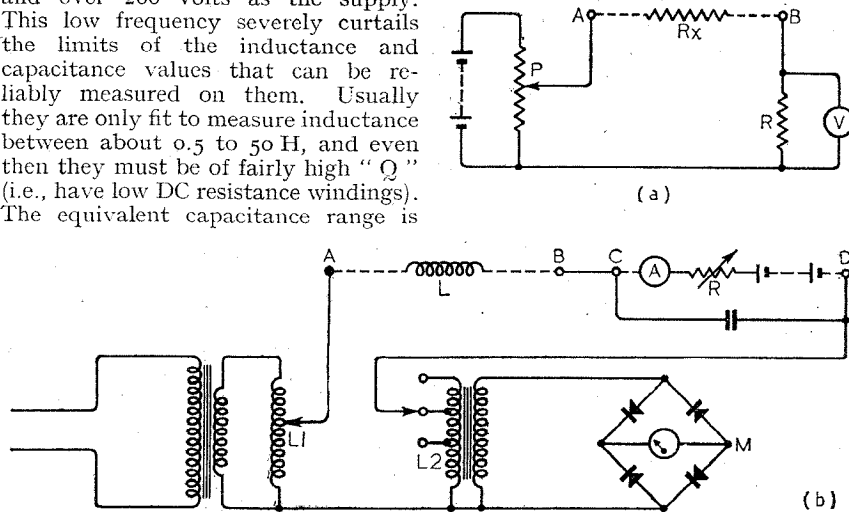 and over 200 volts as the supply.
This low frequency severely curtails
the limits of the inductance and
capacitance values that can be re-
liably measured on them. Usually
they are only fit to measure inductance
between about 0.5 to 50 H, and even
then they must be of fairly high “ Q ”
(i.e., have low DC resistance windings).
The equivalent capacitance range is
A
Rx
B
P
R
V
(a)
A
L
B
C
A
R
D
L1
L2
M
(b)